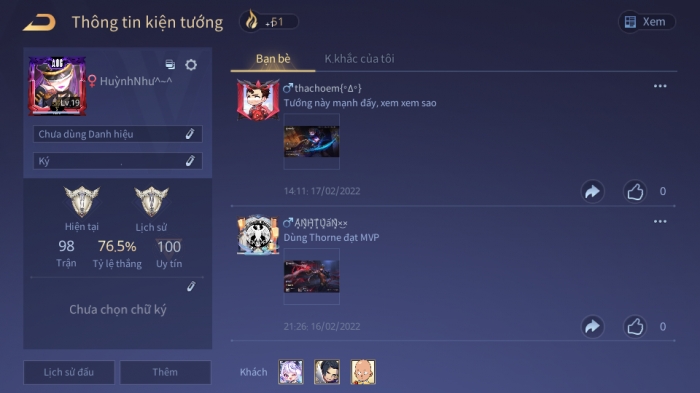 Thông tin kiện tướng
61
Xem
HuỳnhNhư^~^
Lv 19
Chưa dùng Danh hiệu
Ký
Hiện tại
Lịch sử
98
76.5%
100
Trận
Tỷ lệ thắng
Uy tín
Chưa chọn chữ ký
Lịch sử đấu
Thêm
Bạn bè
K.khắc của tôi
thachoem{°Δ°}
Tướng này mạnh đấy, xem xem sao
14:11: 17/02/2022
0
Dùng Thorne đạt MVP
21:26: 16/02/2022
0
Khách